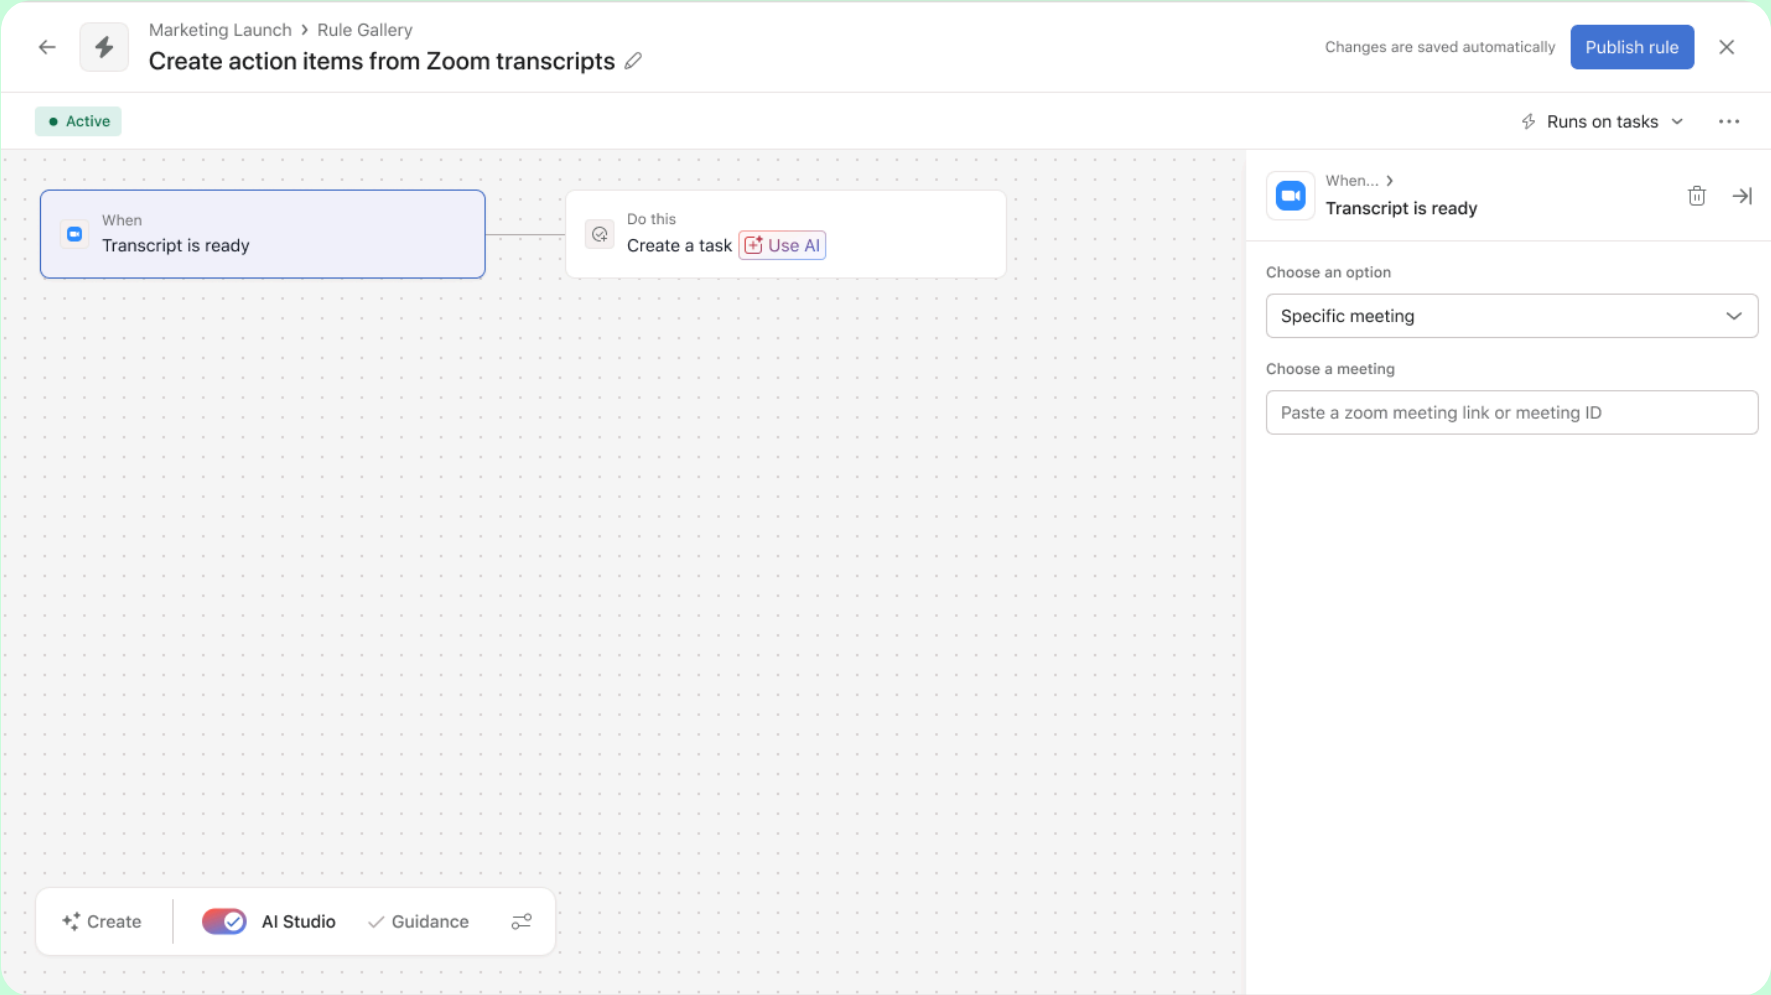 Marketing Launch > Rule Gallery
Create action items from Zoom transcripts
Changes are saved automatically
Publish rule
Active
Runs on tasks
When
Transcript is ready
Do this
Create a task Use AI
When... >
Transcript is ready
Choose an option
Specific meeting
Choose a meeting
Paste a zoom meeting link or meeting ID
Create
AI Studio
Guidance